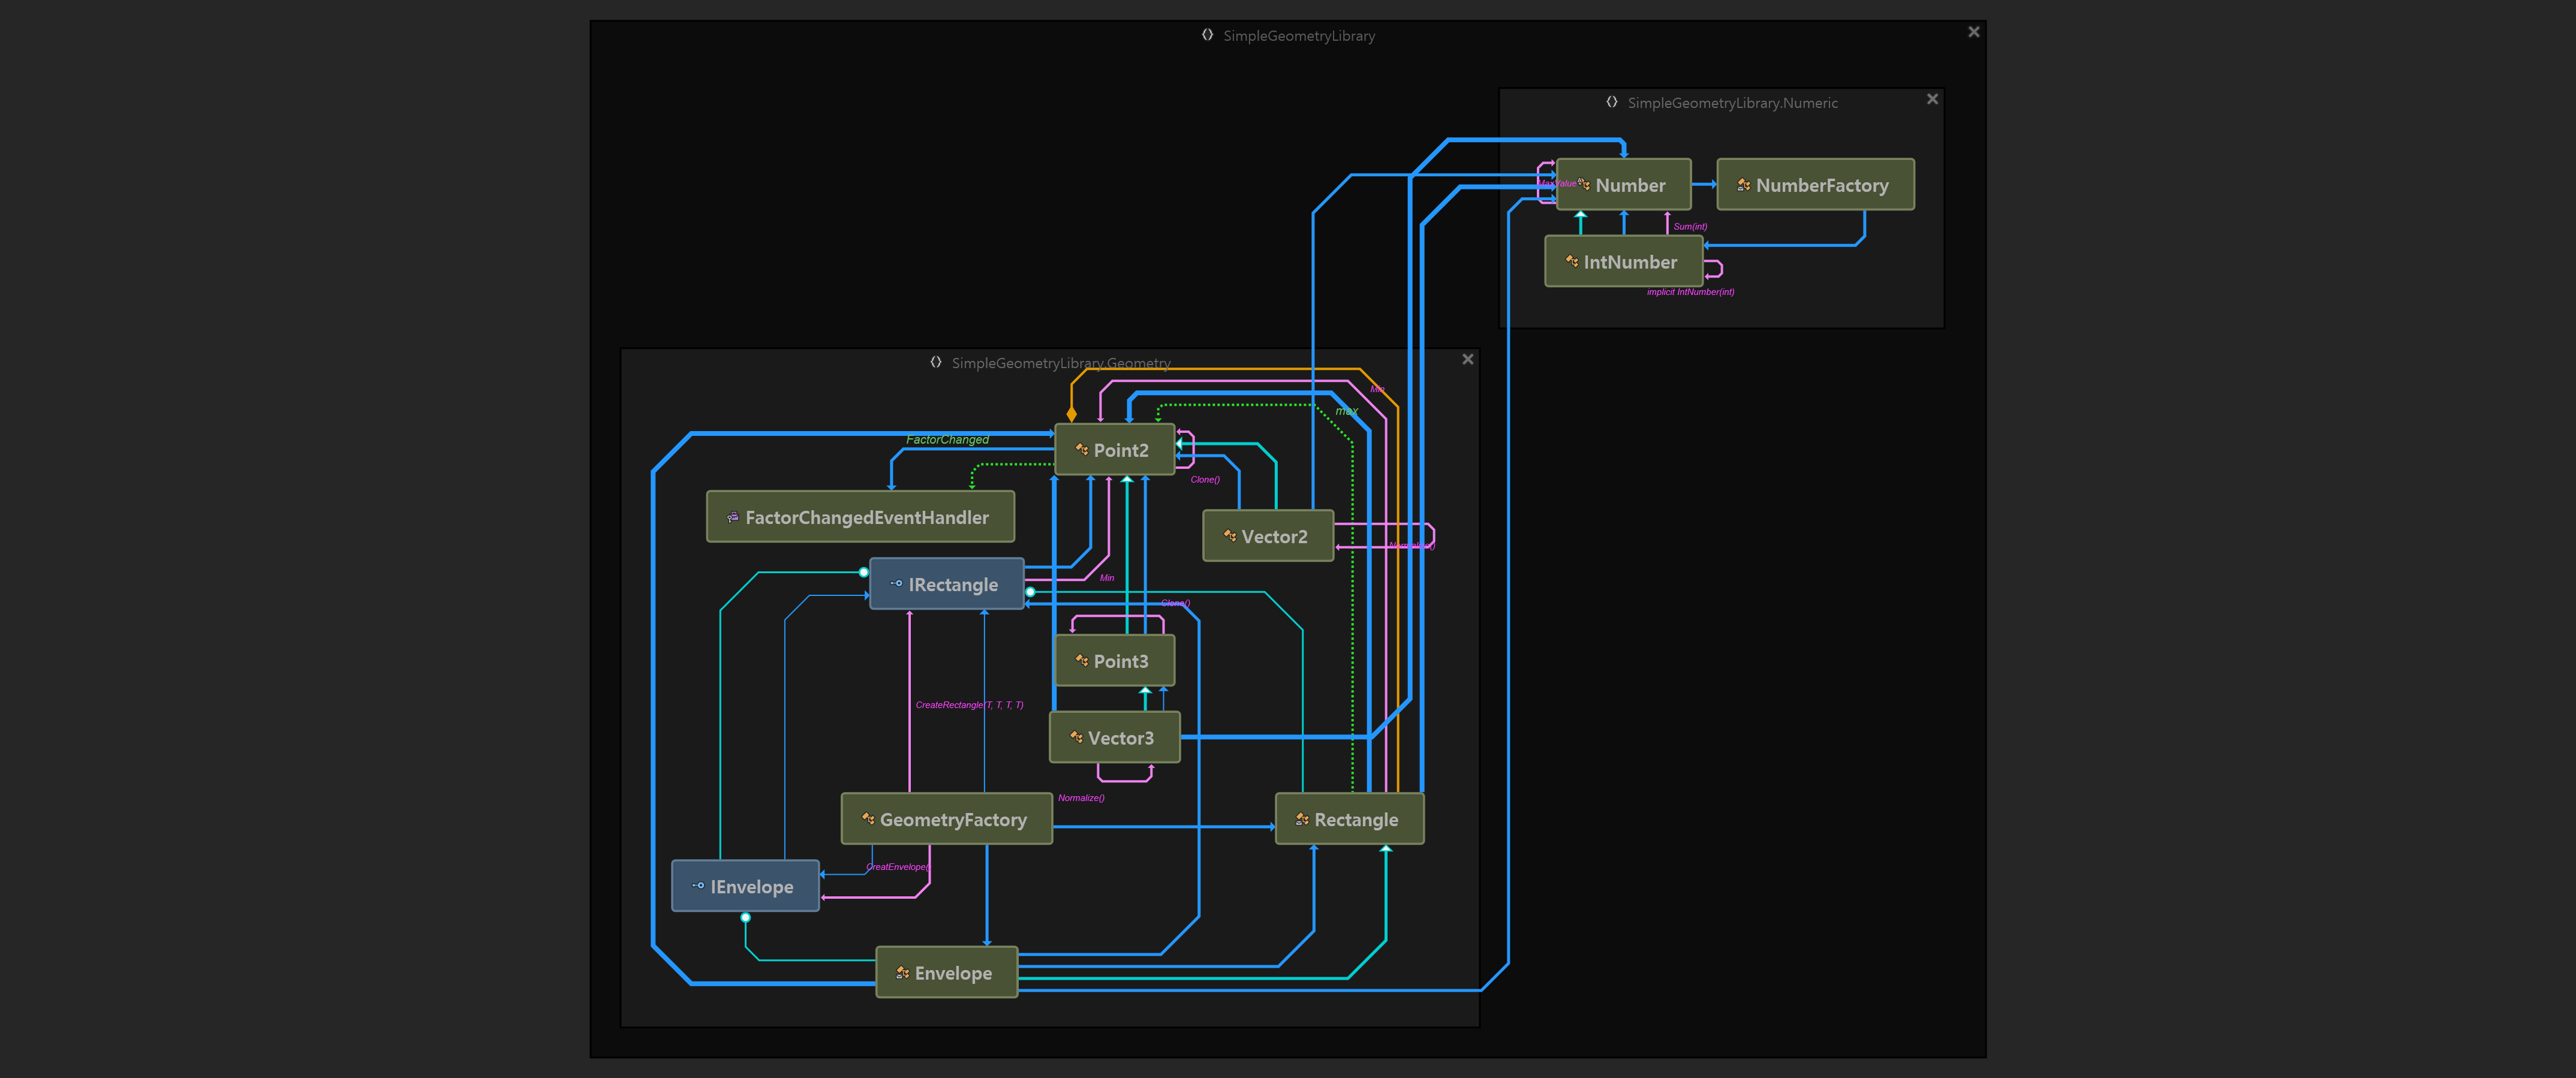 SimpleGeometryLibrary
SimpleGeometryLibrary.Numeric
MaxValue
Number
NumberFactory
Sum(int)
IntNumber
implicit IntNumber(int)
SimpleGeometryLibrary.Geometry
Min
max
FactorChanged
Point2
Clone()
FactorChangedEventHandler
Vector2
Normalize()
IRectangle
Min
Clone()
Point3
CreateRectangle(T, T, T, T)
Vector3
Normalize()
GeometryFactory
Rectangle
CreatEnvelope()
IEnvelope
Envelope